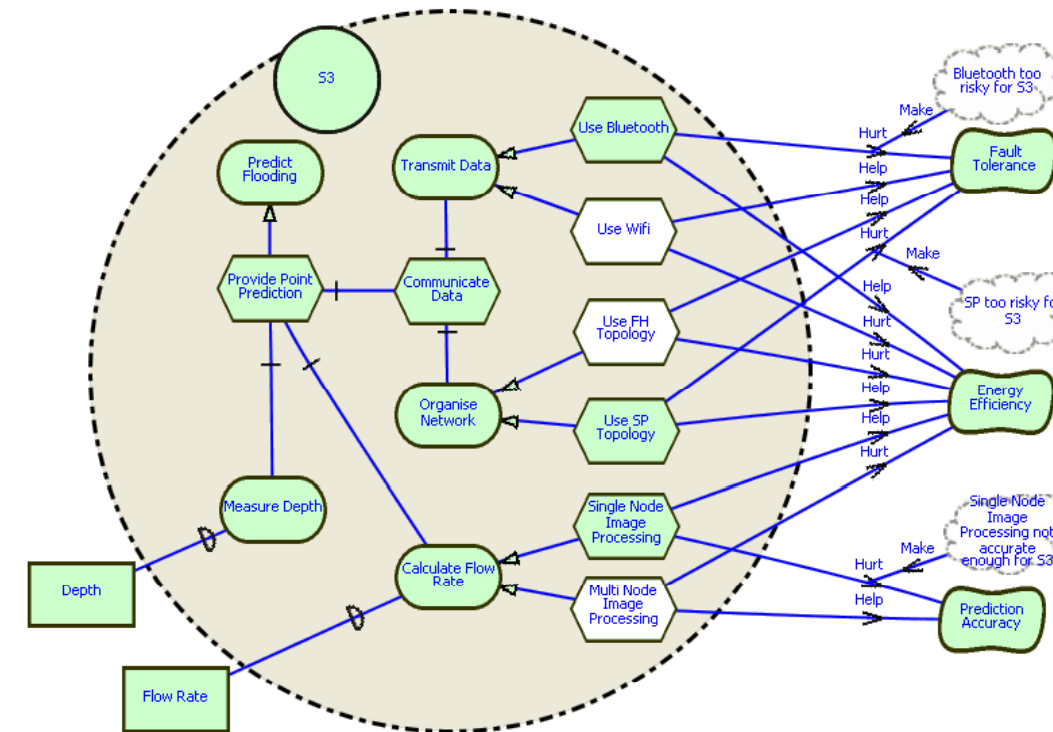 S3
Bluetooth too
risky for S3
Make
Use Bluetooth
Hurt
Fault
Tolerance
Predict
Flooding
Transmit Data
Help
Help
Use Wifi
Hurt
Make
Provide Point
Prediction
Communicate
Data
Help
SP too risky fo
S3
Use FH
Topology
Hurt
Hurt
Energy
Efficiency
Organise
Network
Use SP
Topology
Help
Help
Hurt
Measure Depth
Single Node
Image
Processing
Single Node
Image
Processing not
accurate
enough for S3
Make
Hurt
Calculate Flow
Rate
Depth
Multi Node
Image
Processing
Help
Prediction
Accuracy
Flow Rate